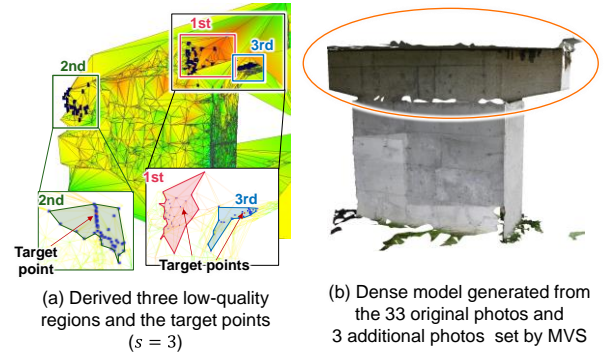 1st
3rd
2nd
2nd
1st
3rd
Target
point
Target points
(a) Derived three low-quality
regions and the target points
(s = 3)
(b) Dense model generated from
the 33 original photos and
3 additional photos set by MVS